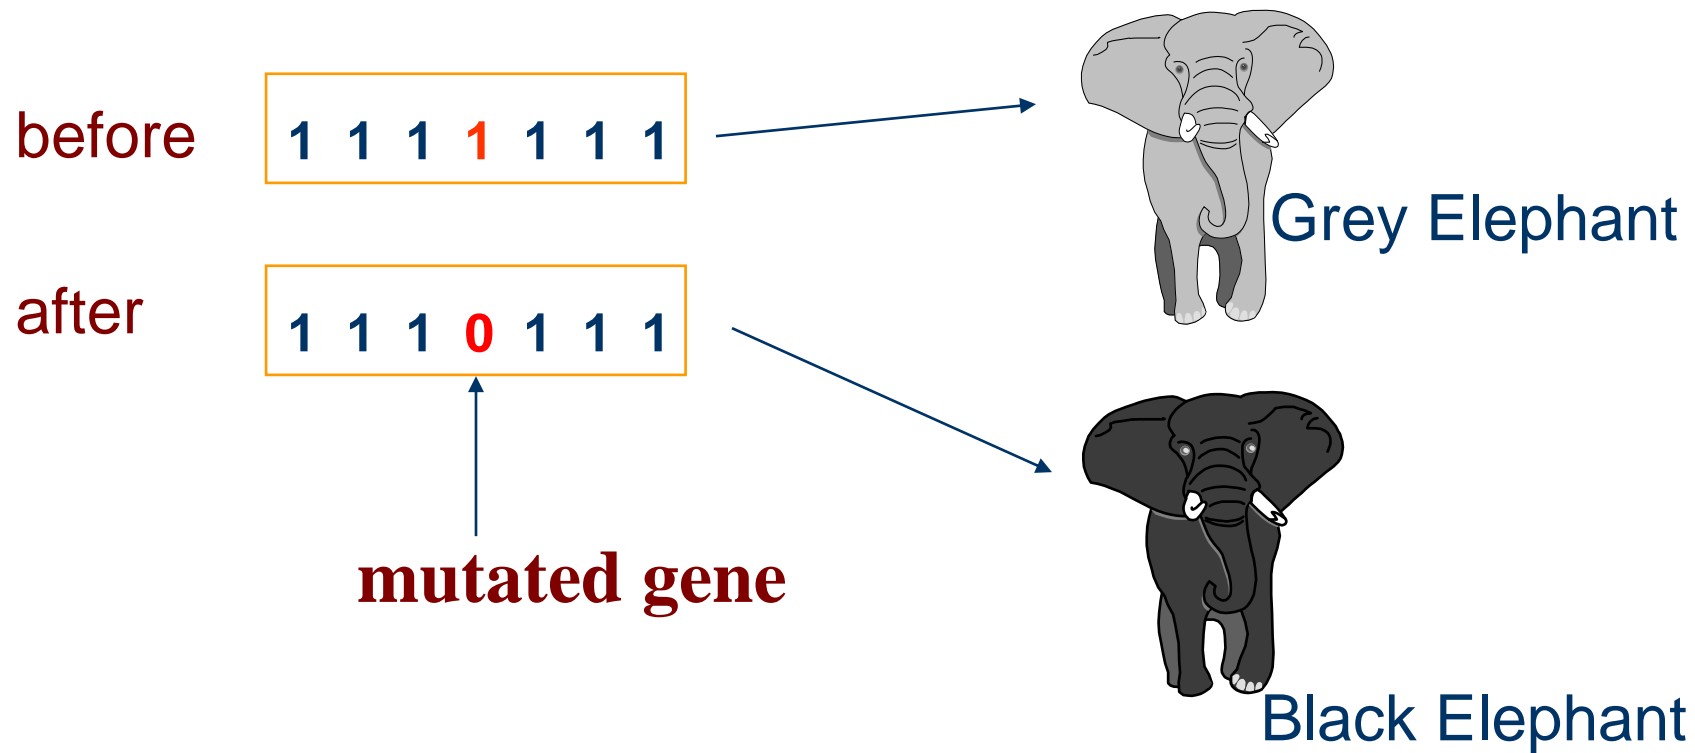 before
1 1 1 1 1 1 1
Grey Elephant
after
1 1 1 0 1 1 1
mutated gene
Black Elephant